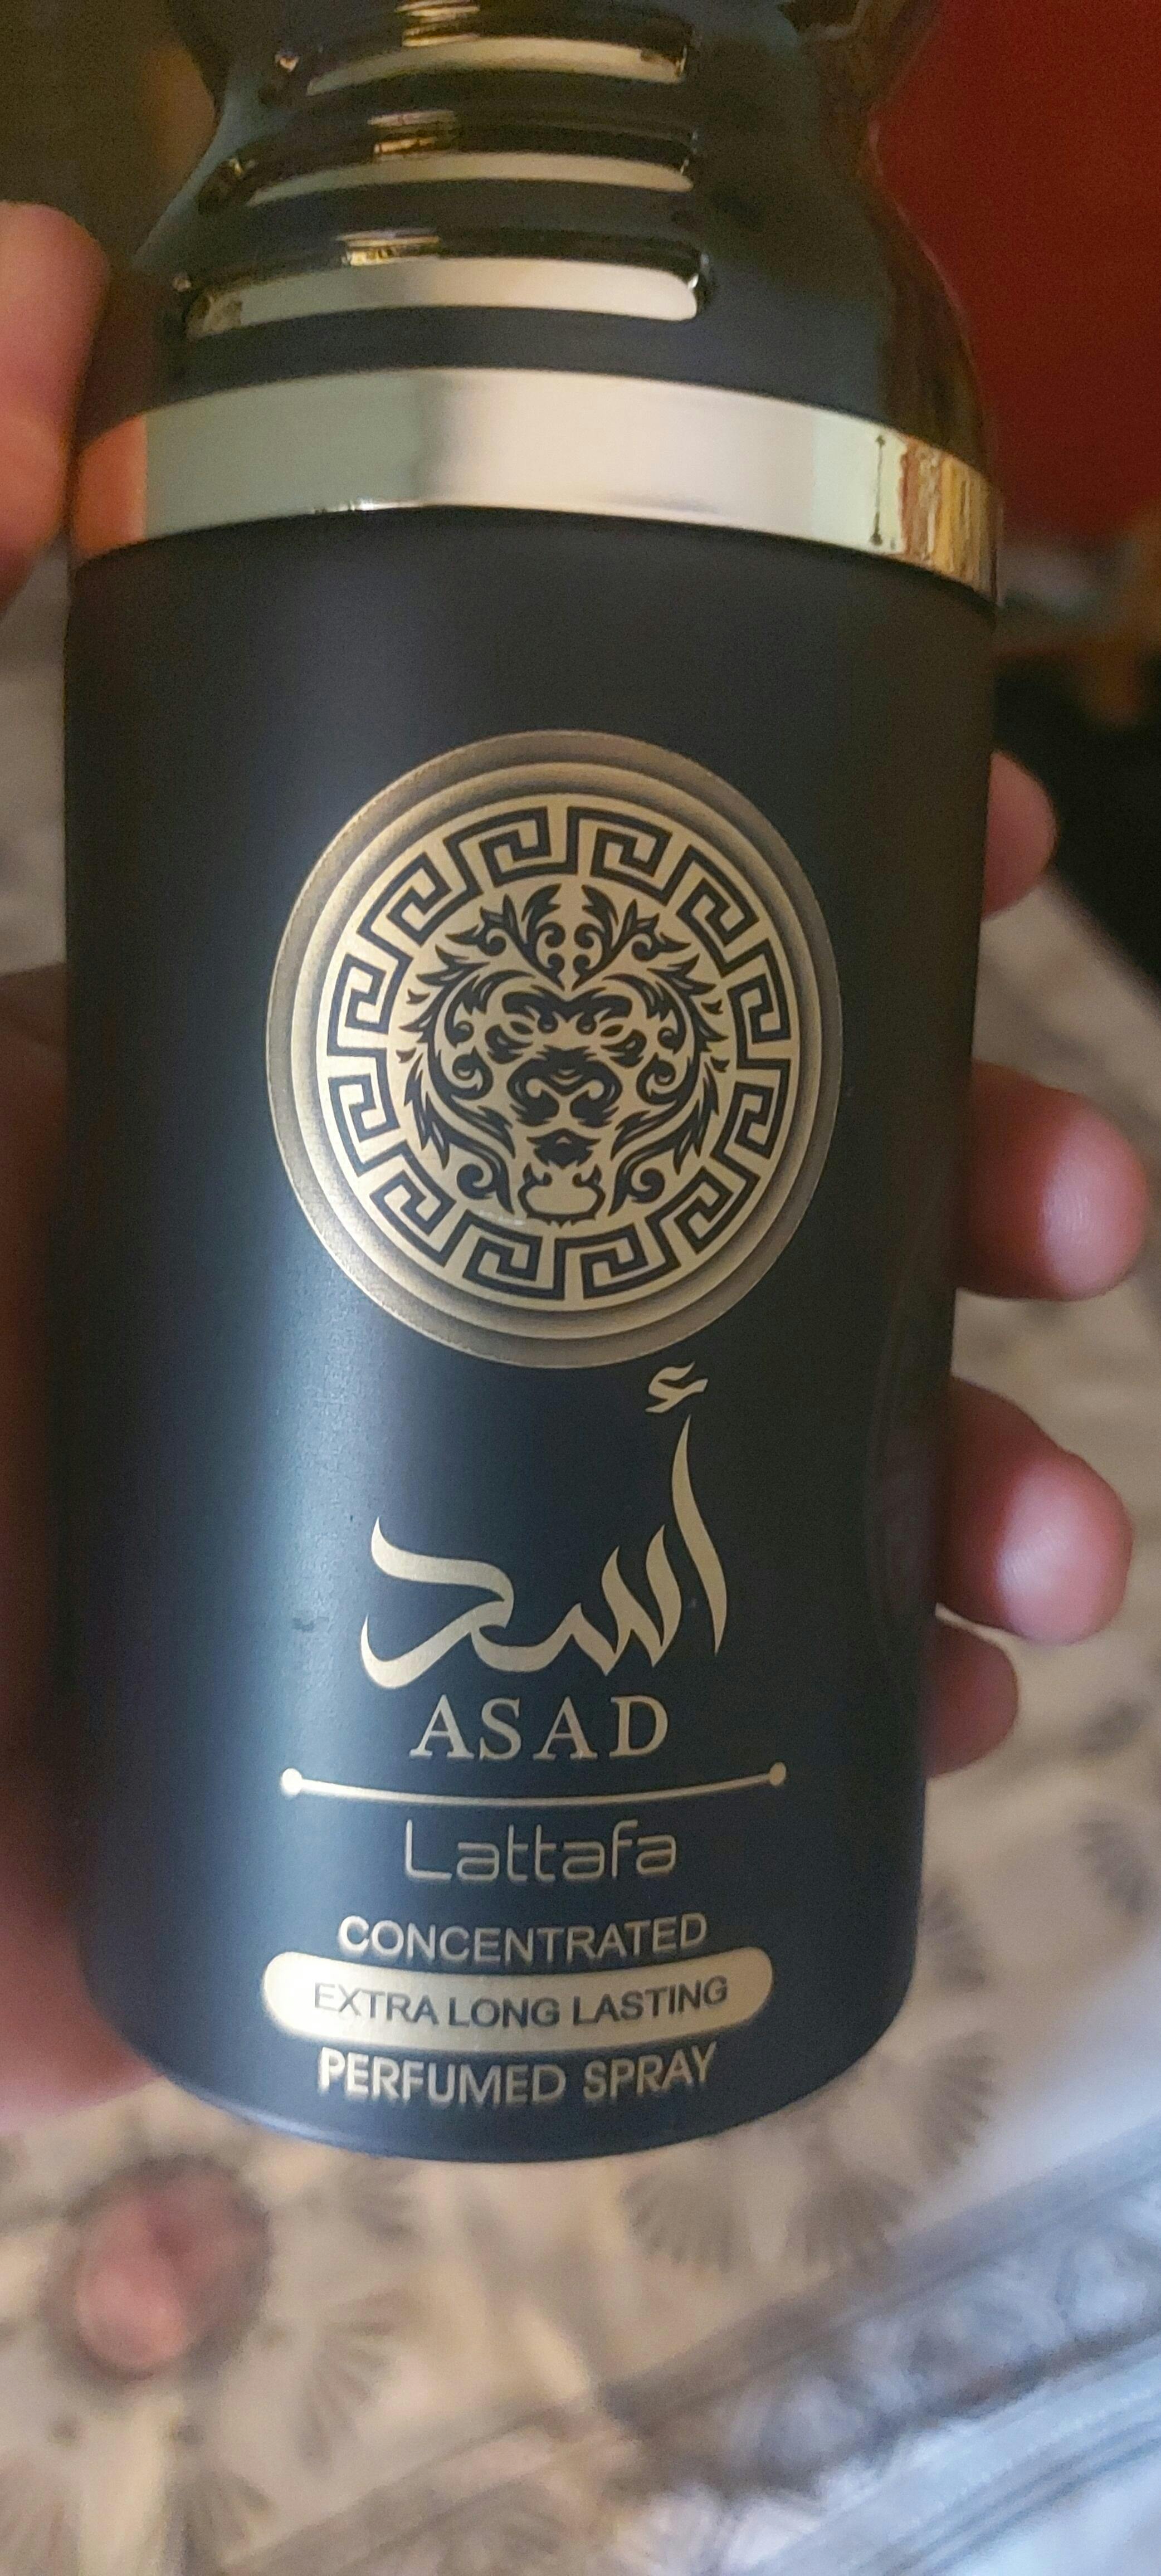 أسد
ASAD
Lattafa
CONCENTRATED
EXTRA LONG LASTING
PERFUMED SPRAY